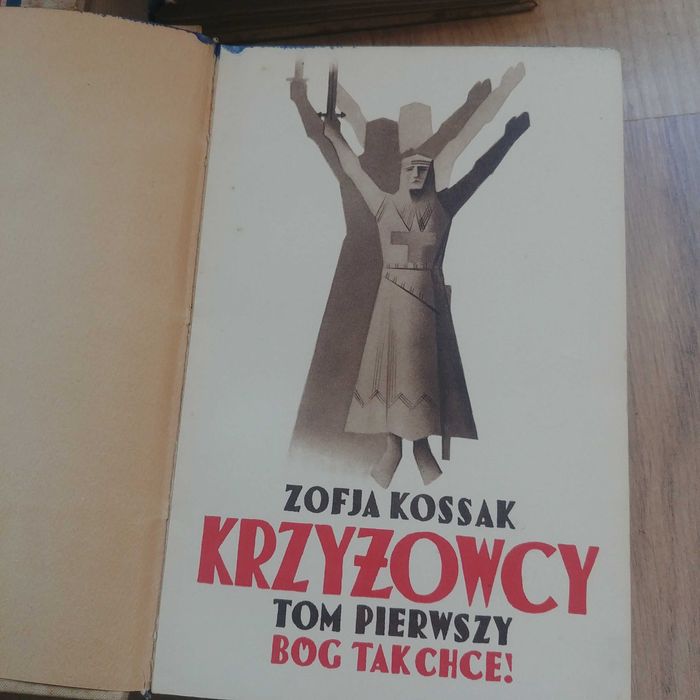 ZOFJA KOSSAK
KRZYŻOWCY
TOM PIERWSZY
BÓG TAK CHCE!